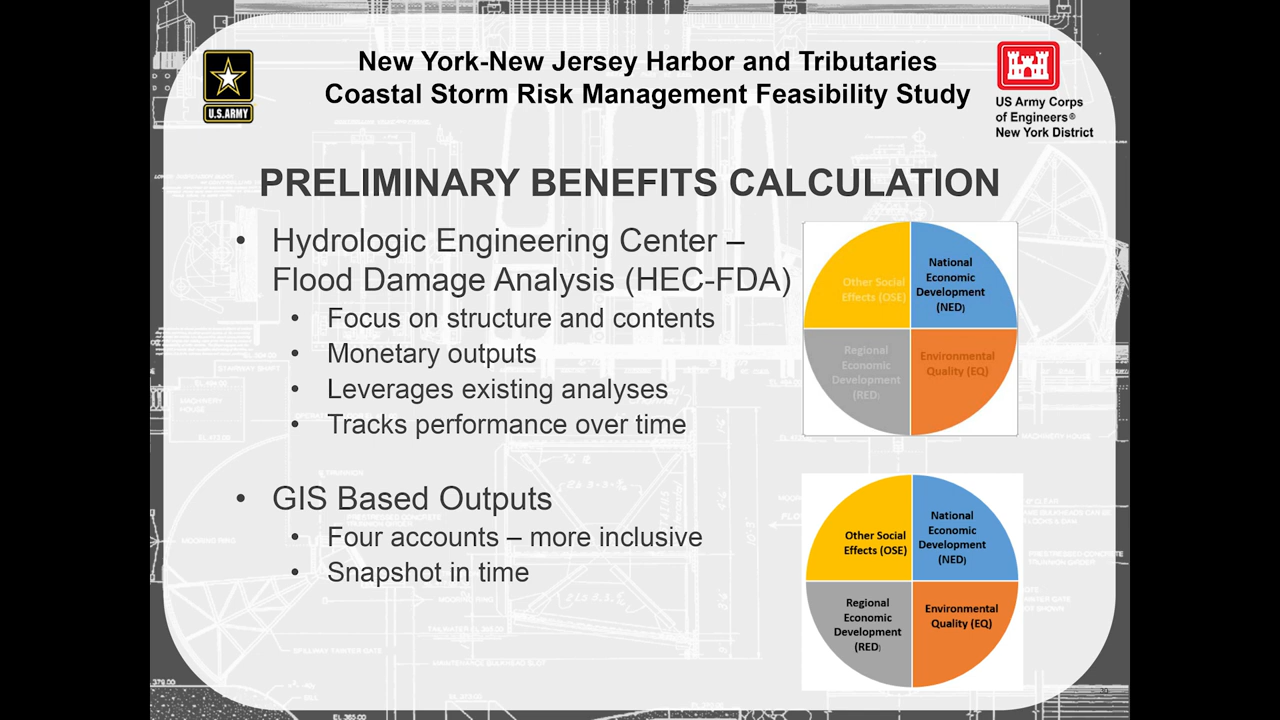 New York-New Jersey Harbor and Tributaries
Coastal Storm Risk Management Feasibility Study
U.S.ARMY
US Army Corps
of Engineers®
New York District
PRELIMINARY BENEFITS CALCULATION
• Hydrologic Engineering Center –
Flood Damage Analysis (HEC-FDA)
• Focus on structure and contents
• Monetary outputs
• Leverages existing analyses
• Tracks performance over time
Other Social
Effects (OSE)
National
Economic
Development
(NED)
Regional
Economic
Development
(RED)
Environmental
Quality (EQ)
• GIS Based Outputs
• Four accounts – more inclusive
• Snapshot in time
Other Social
Effects (OSE)
National
Economic
Development
(NED)
Regional
Economic
Development
(RED)
Environmental
Quality (EQ)